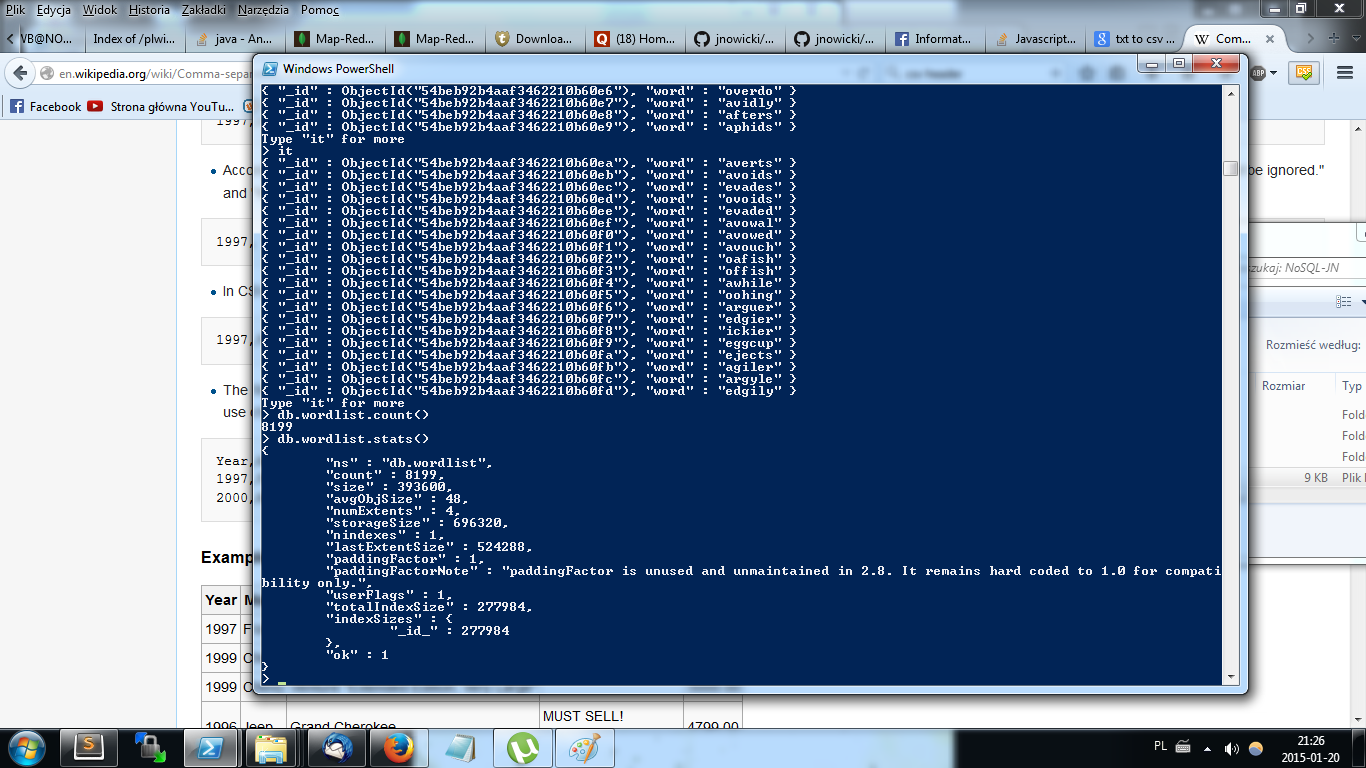 Plik Edycja Widok Historia Zakładki Narzędzia Pomoc
VB@NO... Index of /plwi... java - An... Map-Red... Map-Red... Downloa... (18) Hom... jnowicki/... jnowicki/... Informat... Javascript... txt to csv ... Com...
en.wikipedia.org/wiki/Comma-separ
ABP
Facebook Strona główna YouTu...
Windows PowerShell
{ "_id" : ObjectId("54beb92b4aaf3462210b60e6"), "word" : "overdo" }
{ "_id" : ObjectId("54beb92b4aaf3462210b60e7"), "word" : "avidly" }
{ "_id" : ObjectId("54beb92b4aaf3462210b60e8"), "word" : "afters" }
{ "_id" : ObjectId("54beb92b4aaf3462210b60e9"), "word" : "aphids" }
Type "it" for more
> it
{ "_id" : ObjectId("54beb92b4aaf3462210b60ea"), "word" : "averts" }
{ "_id" : ObjectId("54beb92b4aaf3462210b60eb"), "word" : "avoids" }
{ "_id" : ObjectId("54beb92b4aaf3462210b60ec"), "word" : "evades" }
{ "_id" : ObjectId("54beb92b4aaf3462210b60ed"), "word" : "ovoids" }
{ "_id" : ObjectId("54beb92b4aaf3462210b60ee"), "word" : "evaded" }
{ "_id" : ObjectId("54beb92b4aaf3462210b60ef"), "word" : "avowal" }
{ "_id" : ObjectId("54beb92b4aaf3462210b60f0"), "word" : "avowed" }
{ "_id" : ObjectId("54beb92b4aaf3462210b60f1"), "word" : "avouch" }
{ "_id" : ObjectId("54beb92b4aaf3462210b60f2"), "word" : "oafish" }
{ "_id" : ObjectId("54beb92b4aaf3462210b60f3"), "word" : "offish" }
{ "_id" : ObjectId("54beb92b4aaf3462210b60f4"), "word" : "awhile" }
{ "_id" : ObjectId("54beb92b4aaf3462210b60f5"), "word" : "oohing" }
{ "_id" : ObjectId("54beb92b4aaf3462210b60f6"), "word" : "arguer" }
{ "_id" : ObjectId("54beb92b4aaf3462210b60f7"), "word" : "edgier" }
{ "_id" : ObjectId("54beb92b4aaf3462210b60f8"), "word" : "ickier" }
{ "_id" : ObjectId("54beb92b4aaf3462210b60f9"), "word" : "eggcup" }
{ "_id" : ObjectId("54beb92b4aaf3462210b60fa"), "word" : "ejects" }
{ "_id" : ObjectId("54beb92b4aaf3462210b60fb"), "word" : "agiler" }
{ "_id" : ObjectId("54beb92b4aaf3462210b60fc"), "word" : "argyle" }
{ "_id" : ObjectId("54beb92b4aaf3462210b60fd"), "word" : "edgily" }
Type "it" for more
> db.wordlist.count()
8199
> db.wordlist.stats()
{
"ns" : "db.wordlist",
"count" : 8199,
"size" : 393600,
"avgObjSize" : 48,
"numExtents" : 4,
"storageSize" : 696320,
"nindexes" : 1,
"lastExtentSize" : 524288,
"paddingFactor" : 1,
"paddingFactorNote" : "paddingFactor is unused and unmaintained in 2.8. It remains hard coded to 1.0 for compati
bility only.",
"userFlags" : 1,
"totalIndexSize" : 277984,
"indexSizes" : {
"_id_" : 277984
},
"ok" : 1
}
>
1997,
Acco be ignored."
and
1997,
In CS
1997,
The
use
Year,
1997,
2000,
Examp
Year M
1997 F
1999 C
1999
1996 Jeep Grand Cherokee MUST SELL! 4799.00
szukaj: NoSQL-JN
Rozmieść według:
Rozmiar Typ
Fold
Fold
Fold
9 KB Plik
PL 21:26
2015-01-20